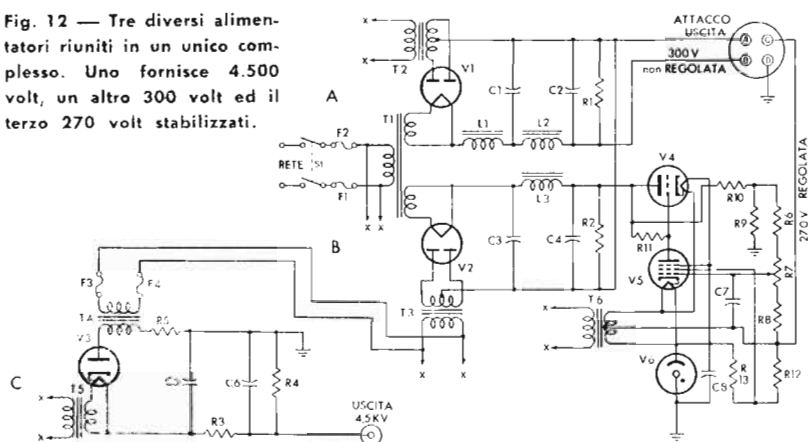 Fig. 12 — Tre diversi alimen-
tatori riuniti in un unico com-
plesso. Uno fornisce 4.500
volt, un altro 300 volt ed il
terzo 270 volt stabilizzati.
A
x
x
T2
V1
C1
C2
R1
ATTACCO
USCITA
300 V
non REGOLATA
A
C
B
D
T1
L1
L2
F2
RETE
S1
F1
x x
B
V2
L3
C3
C4
R2
T3
x
x
V4
R10
R9
R6
R11
V5
R7
C7
R8
270 V REGOLATA
x
x
T6
V6
C8
R
13
R12
F3
F4
T4
R5
V3
C
x
x
T5
C5
C6
R4
R3
USCITA
4,5KV